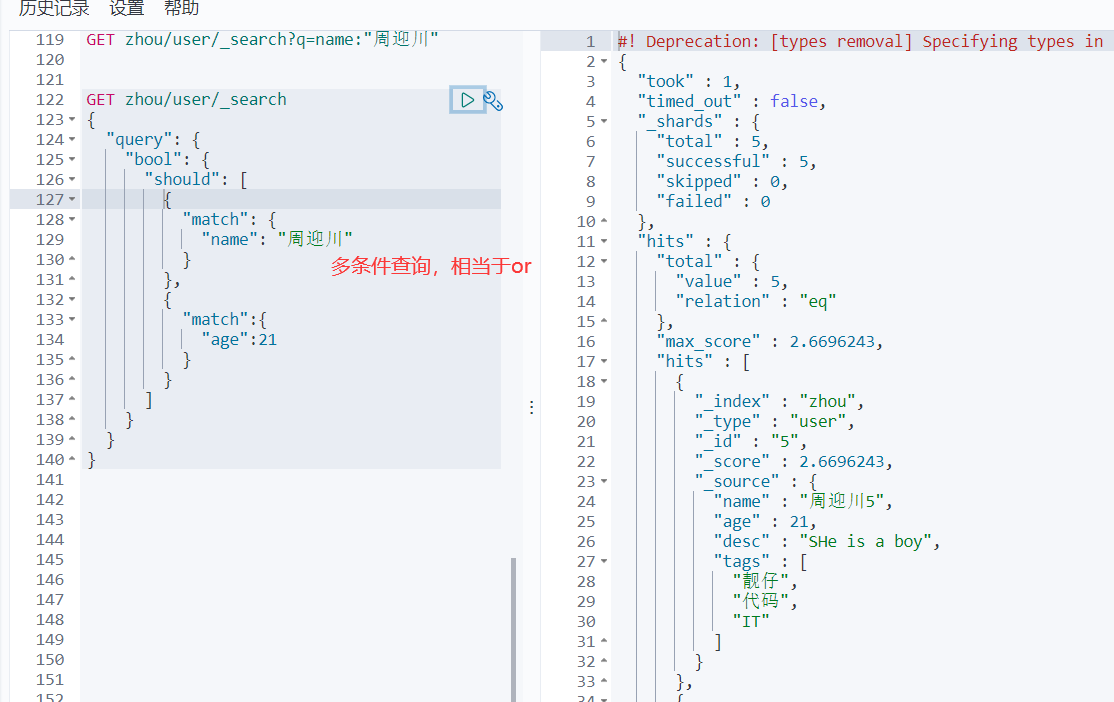 历史记录 设置 帮助
119 GET zhou/user/_search?q=name:"周迎川"
120
121
122 GET zhou/user/_search
123 {
124 "query": {
125 "bool": {
126 "should": [
127 {
128 "match": {
129 "name": "周迎川"
130 }
多条件查询，相当于or
131 },
132 {
133 "match":{
134 "age":21
135 }
136 }
137 ]
138 }
139 }
140 }
141
142
143
144
145
146
147
148
149
150
151
152
1 #! Deprecation: [types removal] Specifying types in
2 {
3 "took" : 1,
4 "timed_out" : false,
5 "_shards" : {
6 "total" : 5,
7 "successful" : 5,
8 "skipped" : 0,
9 "failed" : 0
10 },
11 "hits" : {
12 "total" : {
13 "value" : 5,
14 "relation" : "eq"
15 },
16 "max_score" : 2.6696243,
17 "hits" : [
18 {
19 "_index" : "zhou",
20 "_type" : "user",
21 "_id" : "5",
22 "_score" : 2.6696243,
23 "_source" : {
24 "name" : "周迎川5",
25 "age" : 21,
26 "desc" : "SHe is a boy",
27 "tags" : [
28 "靓仔",
29 "代码",
30 "IT"
31 ]
32 }
33 },
34 {